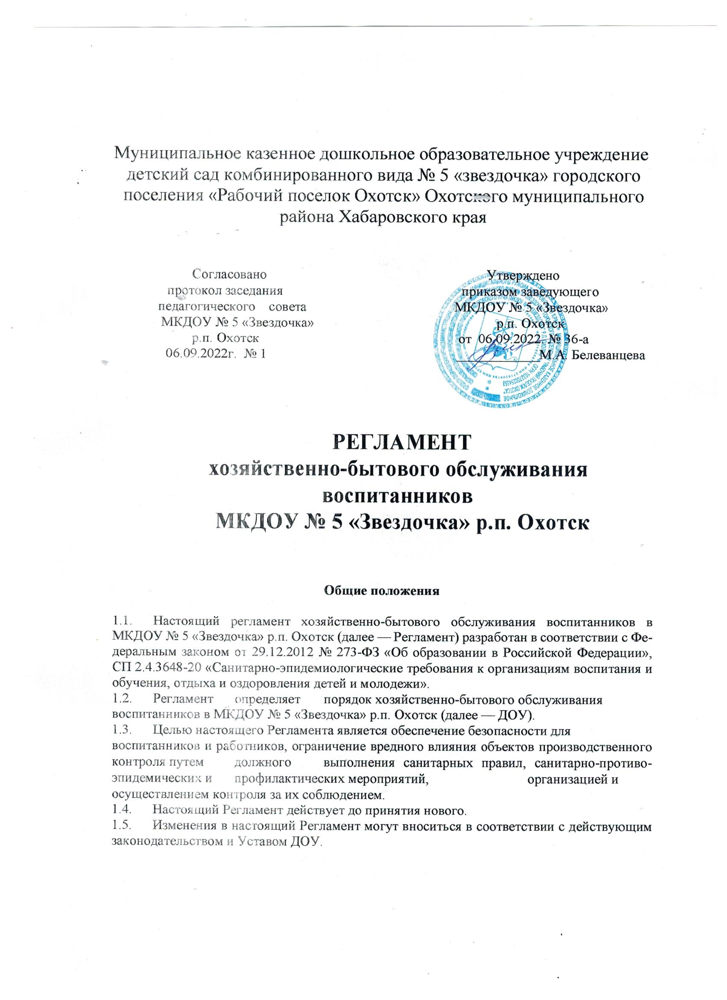 Муниципальное казенное дошкольное образовательное учреждение
детский сад комбинированного вида № 5 «звездочка» городского
поселения «Рабочий поселок Охотск» Охотского муниципального
района Хабаровского края
Согласовано
протокол заседания
педагогического совета
МКДОУ № 5 «Звездочка»
р.п. Охотск
06.09.2022г. № 1
Утверждено
приказом заведующего
МКДОУ № 5 «Звездочка»
р.п. Охотск
от 06.09.2022. № 36-а
М.А. Белеванцева
РЕГЛАМЕНТ
хозяйственно-бытового обслуживания
воспитанников
МКДОУ № 5 «Звездочка» р.п. Охотск
Общие положения
1.1. Настоящий регламент хозяйственно-бытового обслуживания воспитанников в
МКДОУ № 5 «Звездочка» р.п. Охотск (далее — Регламент) разработан в соответствии с Фе-
деральным законом от 29.12.2012 № 273-ФЗ «Об образовании в Российской Федерации»,
СП 2.4.3648-20 «Санитарно-эпидемиологические требования к организациям воспитания и
обучения, отдыха и оздоровления детей и молодежи».
1.2. Регламент определяет порядок хозяйственно-бытового обслуживания
воспитанников в МКДОУ № 5 «Звездочка» р.п. Охотск (далее — ДОУ).
1.3. Целью настоящего Регламента является обеспечение безопасности для
воспитанников и работников, ограничение вредного влияния объектов производственного
контроля путем должного выполнения санитарных правил, санитарно-противо-
эпидемических и профилактических мероприятий, организацией и
осуществлением контроля за их соблюдением.
1.4. Настоящий Регламент действует до принятия нового.
1.5. Изменения в настоящий Регламент могут вноситься в соответствии с действующим
законодательством и Уставом ДОУ.